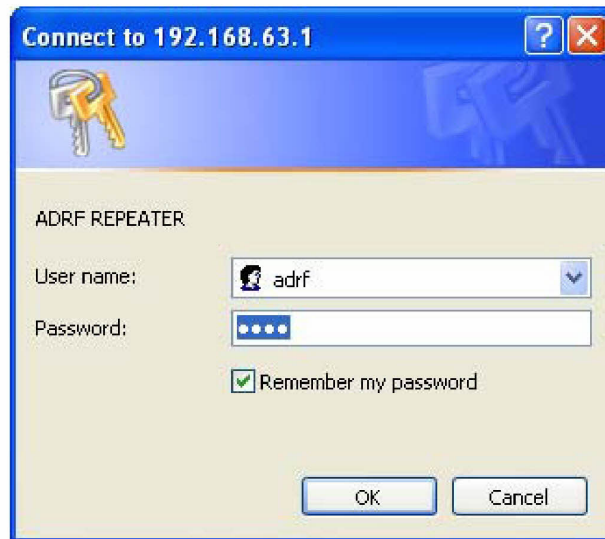 Connect to 192.168.63.1
ADRF REPEATER
User name: adrf
Password: ••••
Remember my password
OK Cancel